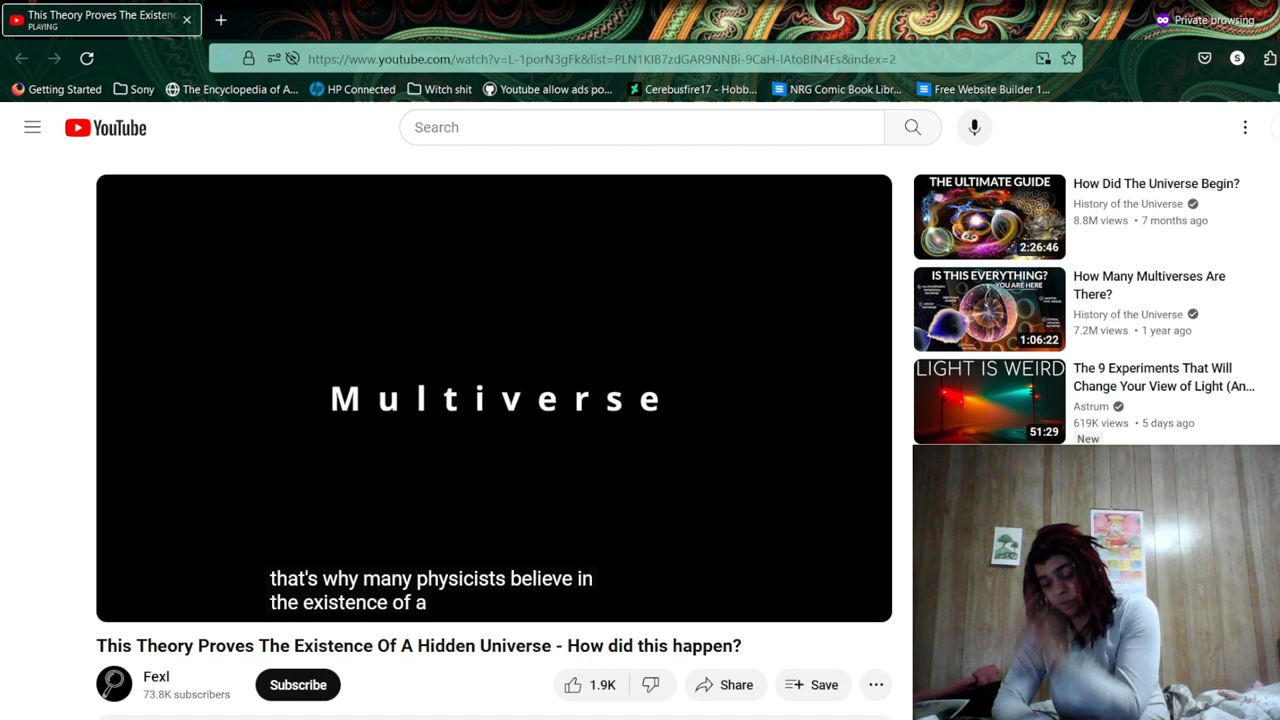 This Theory Proves The Existenc
PLAYING
Private browsing
https://www.youtube.com/watch?v=L-1porN3gFk&list=PLN1KIB7zdGAR9NNBi-9CaH-IAtoBIN4Es&index=2
Getting Started
Sony
The Encyclopedia of A...
HP Connected
Witch shit
Youtube allow ads po...
Cerebusfire17 - Hobb...
NRG Comic Book Libr...
Free Website Builder 1...
YouTube
Search
Multiverse
that's why many physicists believe in
the existence of a
This Theory Proves The Existence Of A Hidden Universe - How did this happen?
Fexl
73.8K subscribers
Subscribe
1.9K
Share
Save
THE ULTIMATE GUIDE
2:26:46
How Did The Universe Begin?
History of the Universe
8.8M views • 7 months ago
IS THIS EVERYTHING?
YOU ARE HERE
1:06:22
How Many Multiverses Are
There?
History of the Universe
7.2M views • 1 year ago
LIGHT IS WEIRD
51:29
The 9 Experiments That Will
Change Your View of Light (An...
Astrum
619K views • 5 days ago
New